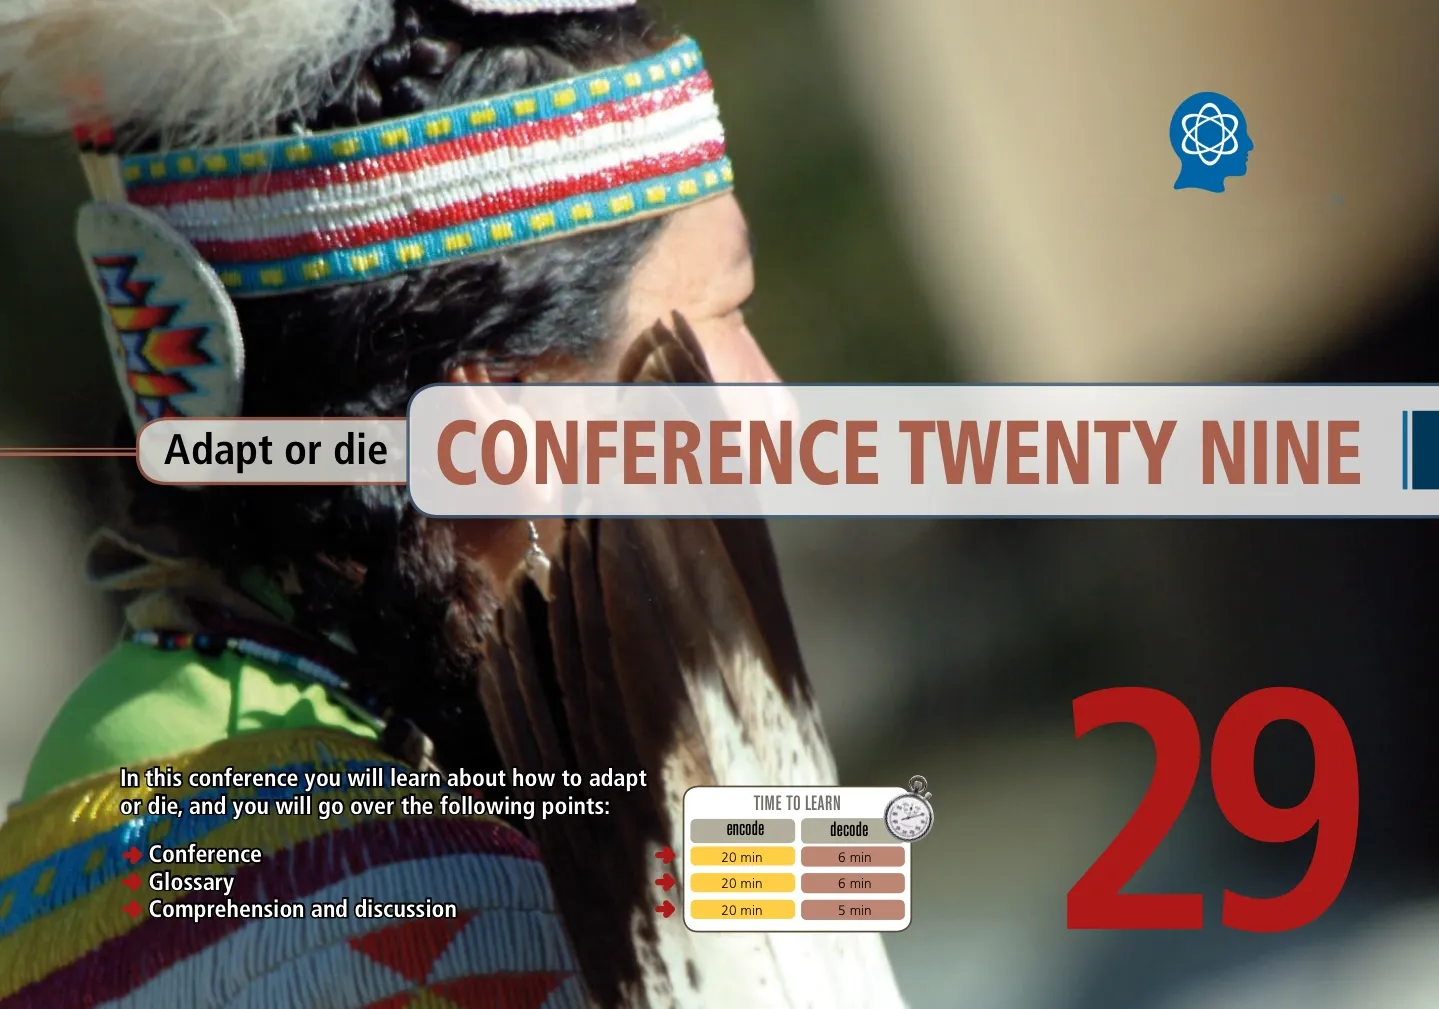 Adapt or die
CONFERENCE TWENTY NINE
29
In this conference you will learn about how to adapt
or die, and you will go over the following points:
Conference
Glossary
Comprehension and discussion
TIME TO LEARN
encode decode
20 min 6 min
20 min 6 min
20 min 5 min